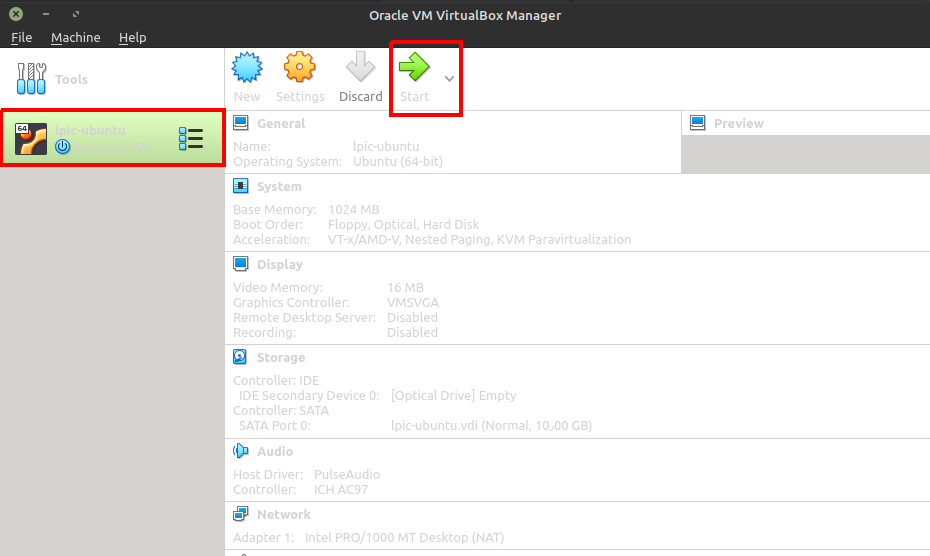 Oracle VM VirtualBox Manager
File Machine Help
Tools
New Settings Discard Start
64
lpic-ubuntu
Powered Off
General
Name: lpic-ubuntu
Operating System: Ubuntu (64-bit)
Preview
System
Base Memory: 1024 MB
Boot Order: Floppy, Optical, Hard Disk
Acceleration: VT-x/AMD-V, Nested Paging, KVM Paravirtualization
Display
Video Memory: 16 MB
Graphics Controller: VMSVGA
Remote Desktop Server: Disabled
Recording: Disabled
Storage
Controller: IDE
IDE Secondary Device 0: [Optical Drive] Empty
Controller: SATA
SATA Port 0: lpic-ubuntu.vdi (Normal, 10٫00 GB)
Audio
Host Driver: PulseAudio
Controller: ICH AC97
Network
Adapter 1: Intel PRO/1000 MT Desktop (NAT)